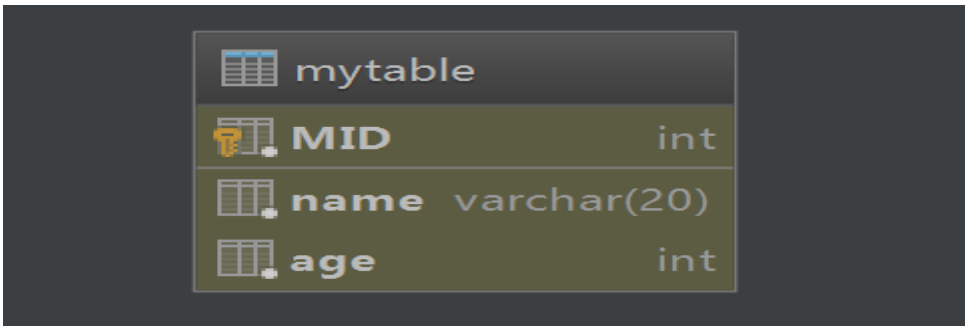 mytable
MID int
name varchar(20)
age int